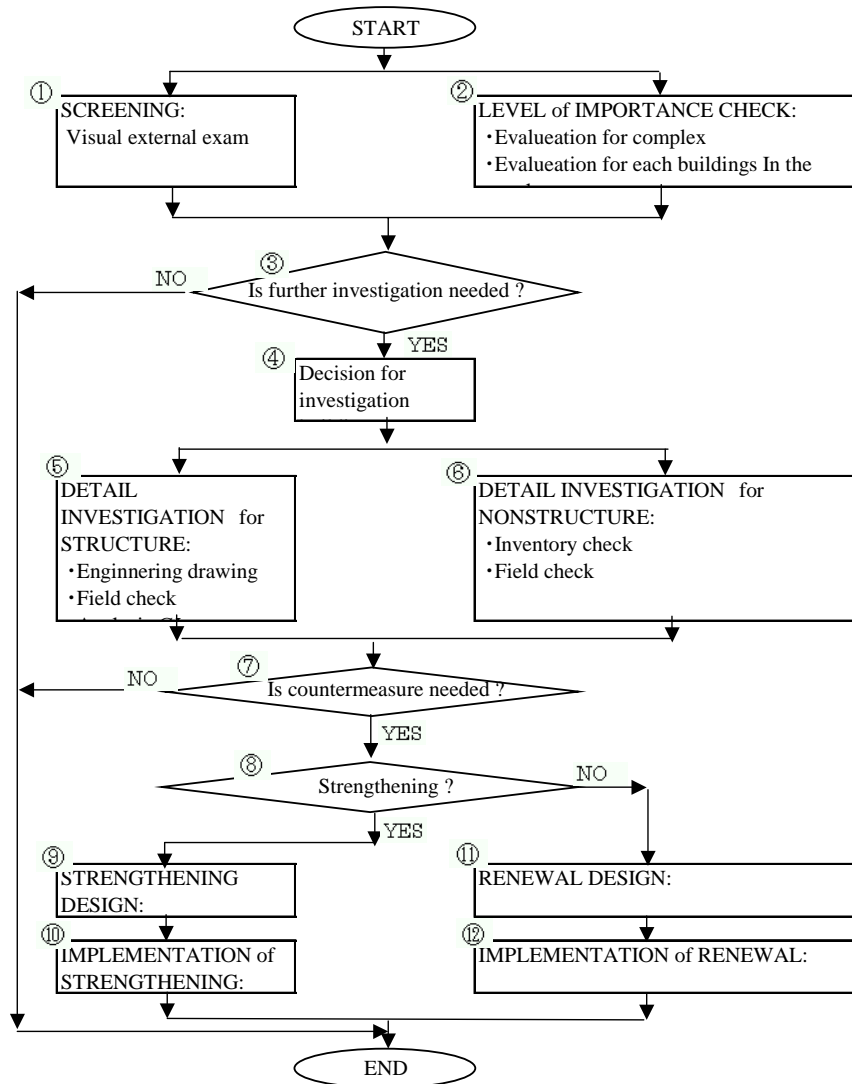 START
①
SCREENING:
Visual external exam
②
LEVEL of IMPORTANCE CHECK:
・Evalueation for complex
・Evalueation for each buildings In the
③
NO
Is further investigation needed ?
YES
④
Decision for
investigation
⑤
DETAIL
INVESTIGATION for
STRUCTURE:
・Enginnering drawing
・Field check
⑥
DETAIL INVESTIGATION for
NONSTRUCTURE:
・Inventory check
・Field check
⑦
NO
Is countermeasure needed ?
YES
⑧
Strengthening ?
NO
YES
⑨
STRENGTHENING
DESIGN:
⑪
RENEWAL DESIGN:
⑩
IMPLEMENTATION of
STRENGTHENING:
⑫
IMPLEMENTATION of RENEWAL:
END